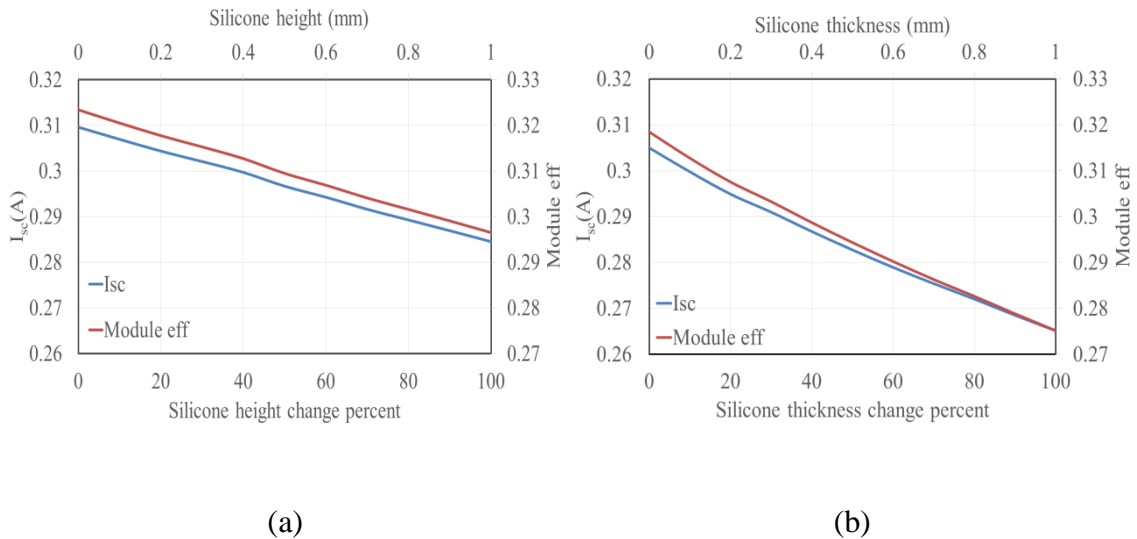 Silicone height (mm)
0 0.2 0.4 0.6 0.8 1
0.32 0.33
0.31 0.32
0.3 0.31
0.29 0.3
0.28 0.29
0.27 0.28
0.26 0.27
Isc(A)
Module eff
Isc
Module eff
0 20 40 60 80 100
Silicone height change percent
(a)
Silicone thickness (mm)
0 0.2 0.4 0.6 0.8 1
0.32 0.33
0.31 0.32
0.3 0.31
0.29 0.3
0.28 0.29
0.27 0.28
0.26 0.27
Isc(A)
Module eff
Isc
Module eff
0 20 40 60 80 100
Silicone thickness change percent
(b)